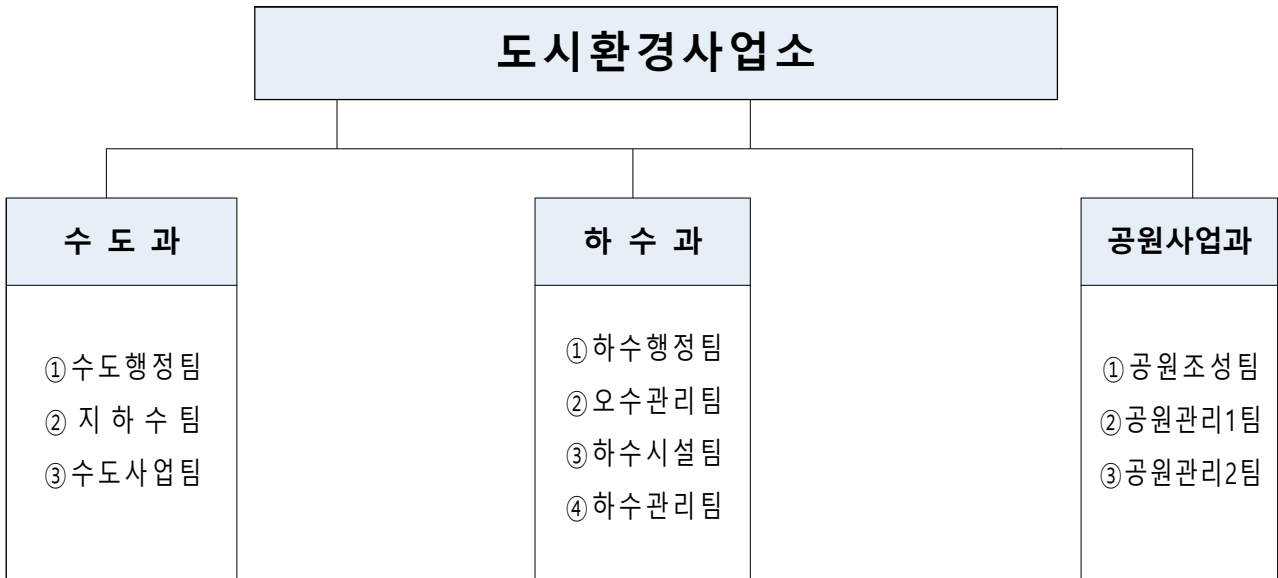 도시환경사업소
수 도 과
①수도행정팀
② 지 하 수 팀
③수도사업팀
하 수 과
①하수행정팀
②오수관리팀
③하수시설팀
④하수관리팀
공원사업과
①공원조성팀
②공원관리1팀
③공원관리2팀